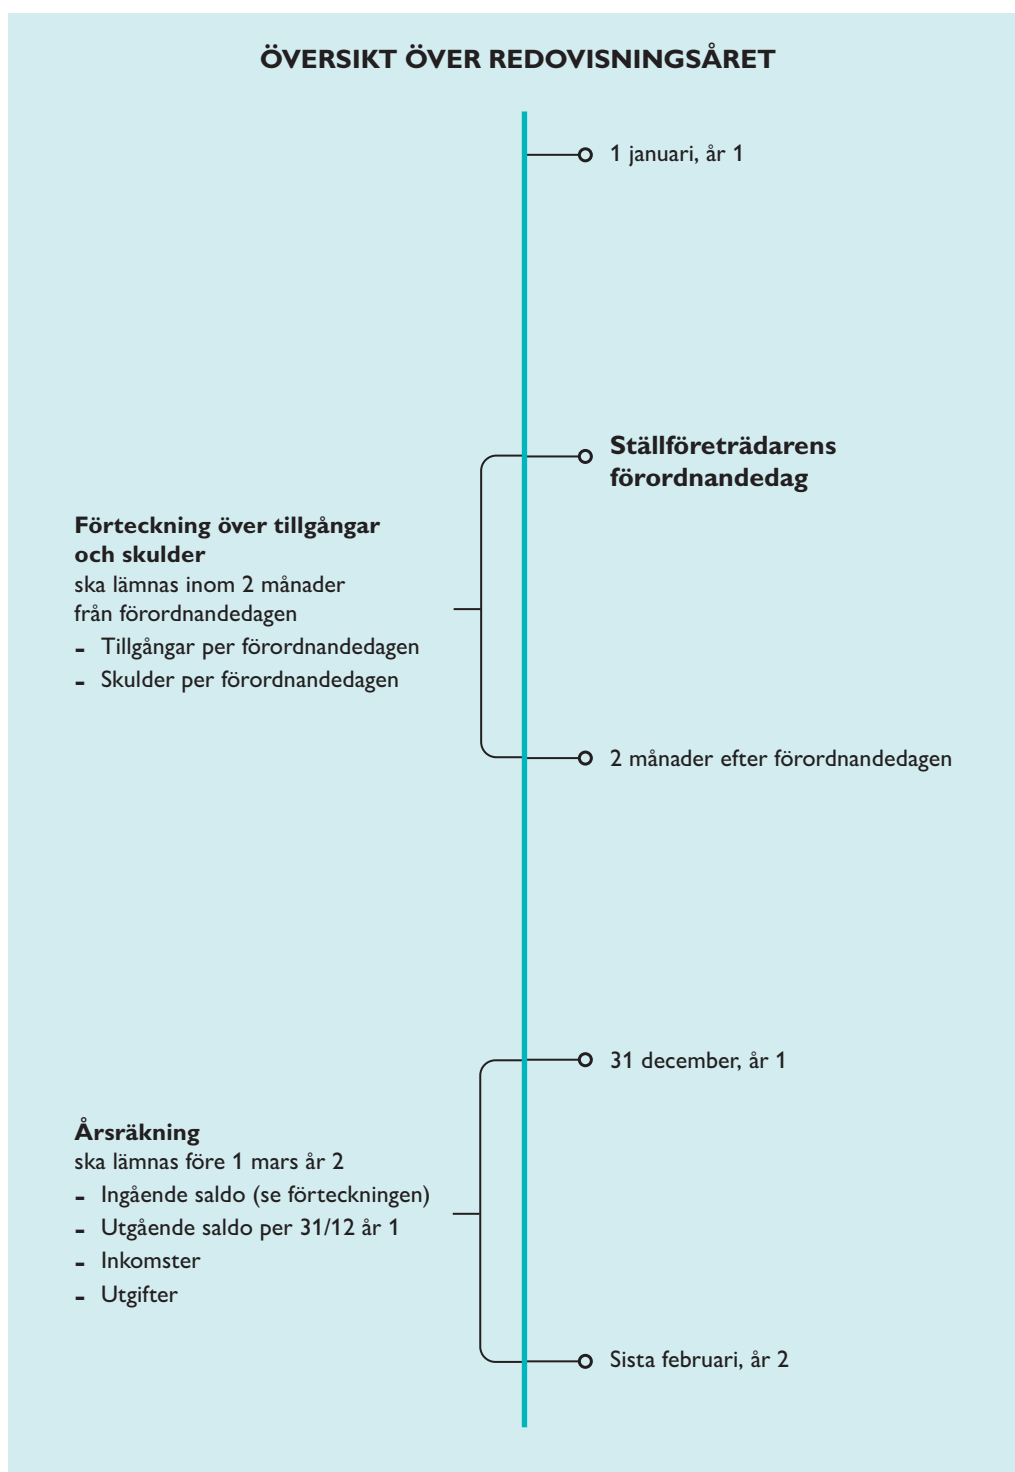 ÖVERSIKT ÖVER REDOVISNINGSÅRET
1 januari, år 1
Ställföreträdarens
förordnandedag
Förteckning över tillgångar
och skulder
ska lämnas inom 2 månader
från förordnandedagen
- Tillgångar per förordnandedagen
- Skulder per förordnandedagen
2 månader efter förordnandedagen
31 december, år 1
Årsräkning
ska lämnas före 1 mars år 2
- Ingående saldo (se förteckningen)
- Utgående saldo per 31/12 år 1
- Inkomster
- Utgifter
Sista februari, år 2